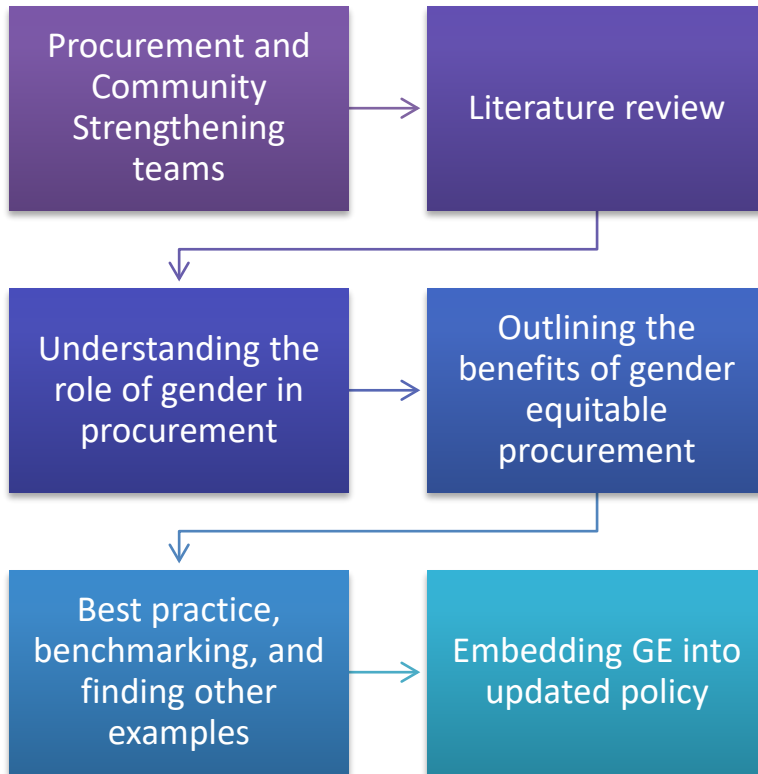 Procurement and
Community
Strengthening
teams
Literature review
Understanding the
role of gender in
procurement
Outlining the
benefits of gender
equitable
procurement
Best practice,
benchmarking, and
finding other
examples
Embedding GE into
updated policy